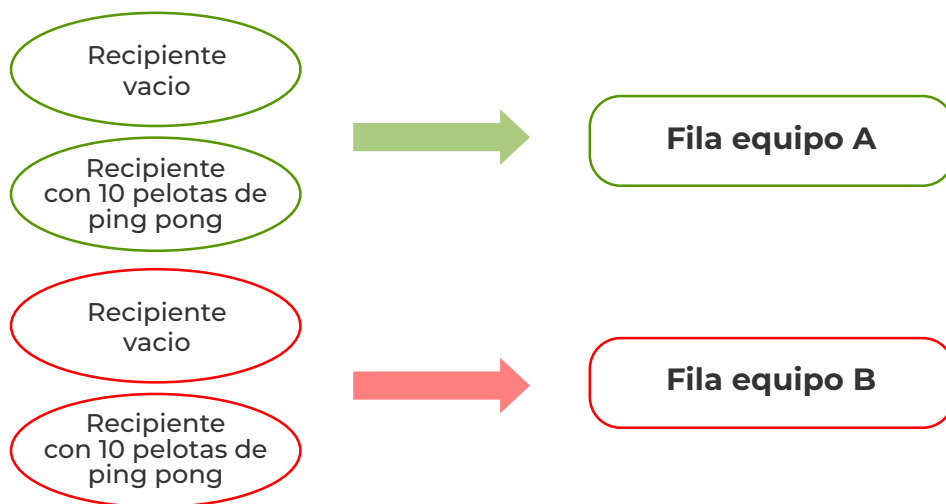 Recipiente
vacio
Recipiente
con 10 pelotas de
ping pong
Fila equipo A
Recipiente
vacio
Recipiente
con 10 pelotas de
ping pong
Fila equipo B